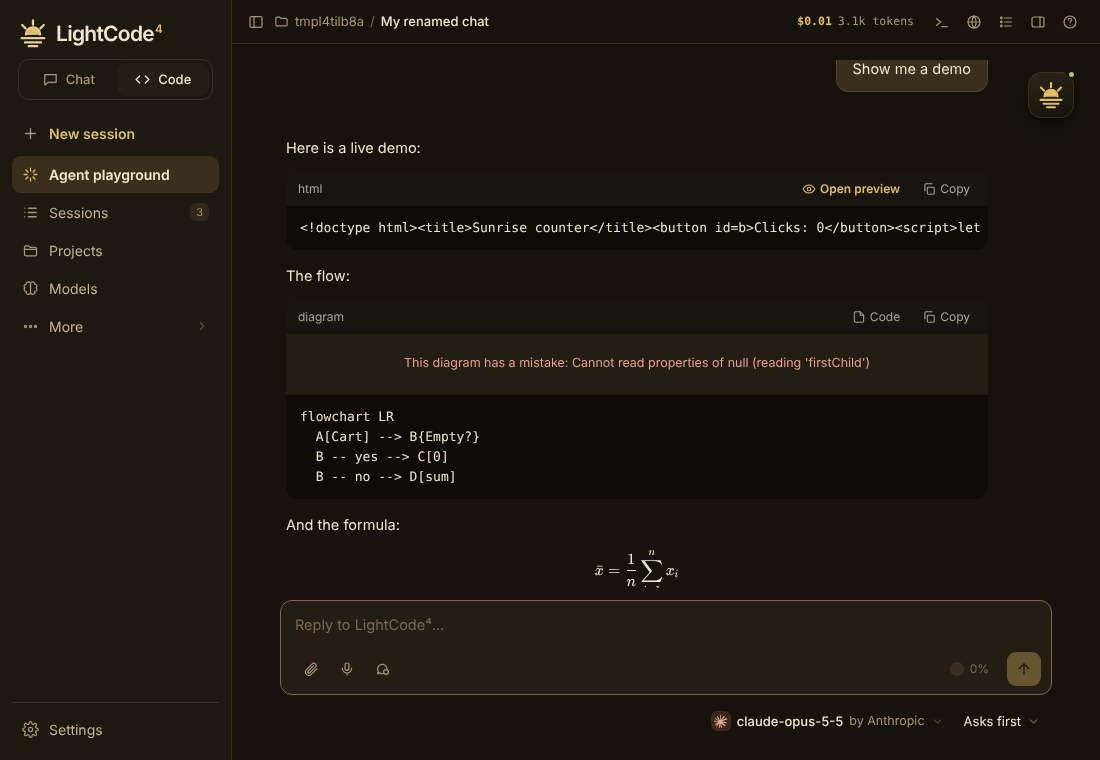 LightCode⁴
tmpl4tilb8a / My renamed chat
$0.01 3.1k tokens
Chat
Code
New session
Agent playground
Sessions 3
Projects
Models
More
Settings
Show me a demo
Here is a live demo:
html Open preview Copy
<!doctype html><title>Sunrise counter</title><button id=b>Clicks: 0</button><script>let
The flow:
diagram Code Copy
This diagram has a mistake: Cannot read properties of null (reading 'firstChild')
flowchart LR
A[Cart] --> B{Empty?}
B -- yes --> C[0]
B -- no --> D[sum]
And the formula:
x̄ = 1/n ∑ⁿ xᵢ
Reply to LightCode⁴…
0%
claude-opus-5-5 by Anthropic
Asks first